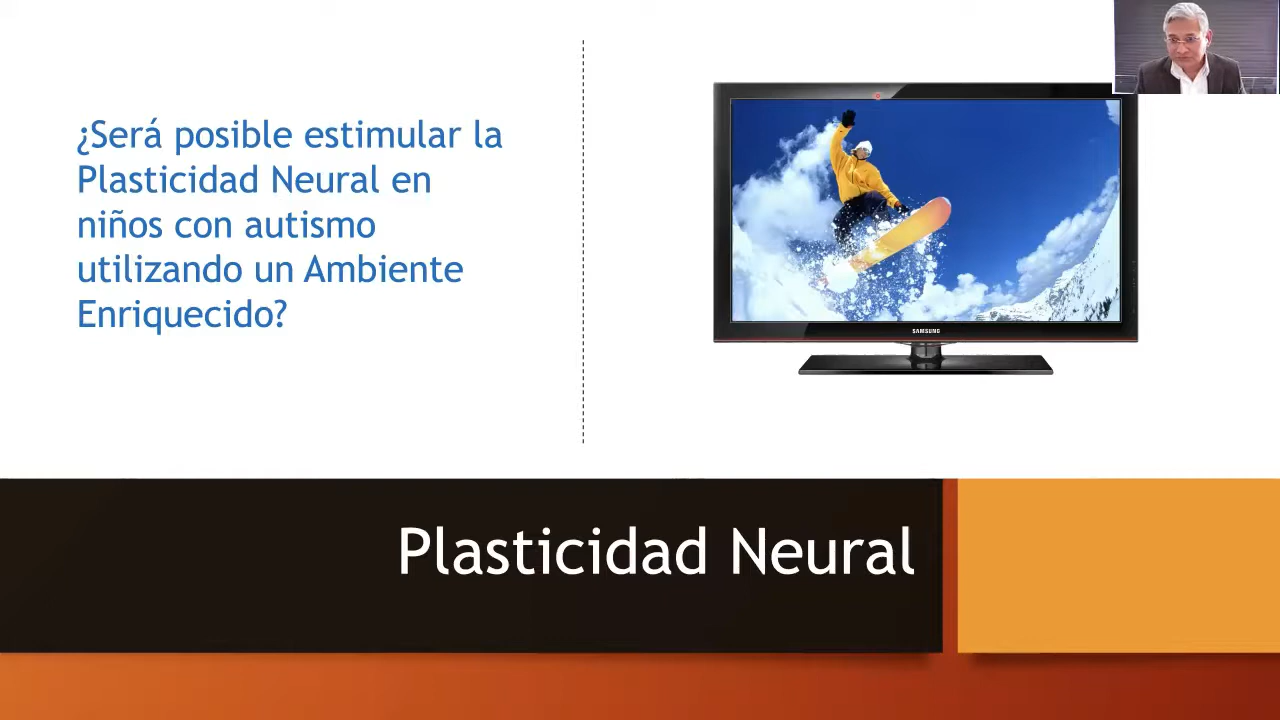 ¿Será posible estimular la
Plasticidad Neural en
niños con autismo
utilizando un Ambiente
Enriquecido?
SAMSUNG
Plasticidad Neural